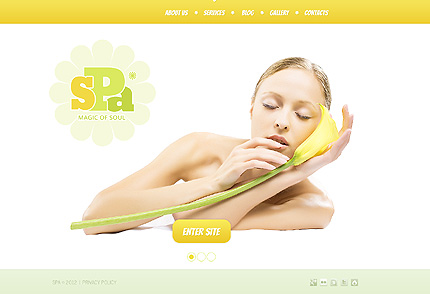 ABOUT US • SERVICES • BLOG • GALLERY • CONTACTS
SPa
MAGIC OF SOUL
ENTER SITE
SPA © 2012 | PRIVACY POLICY